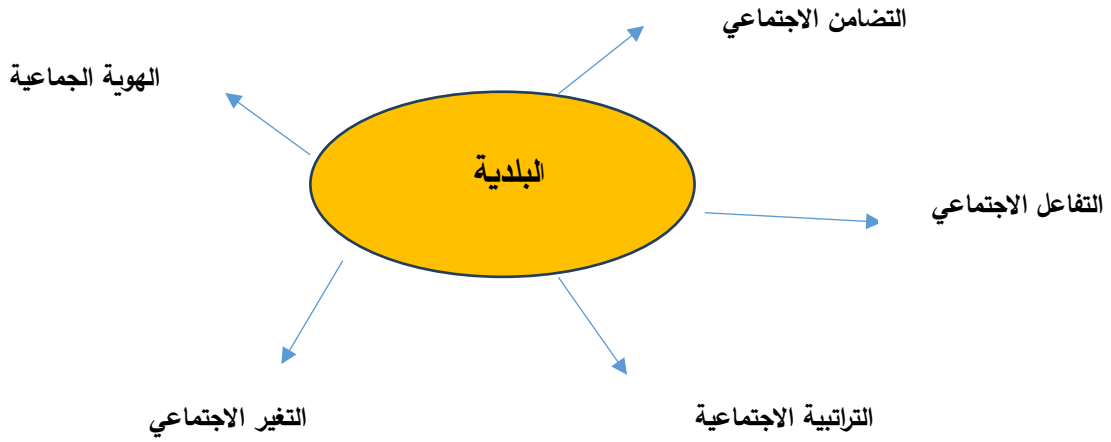 التضامن الاجتماعي
الهوية الجماعية
البلدية
التفاعل الاجتماعي
التراتبية الاجتماعية
التغير الاجتماعي